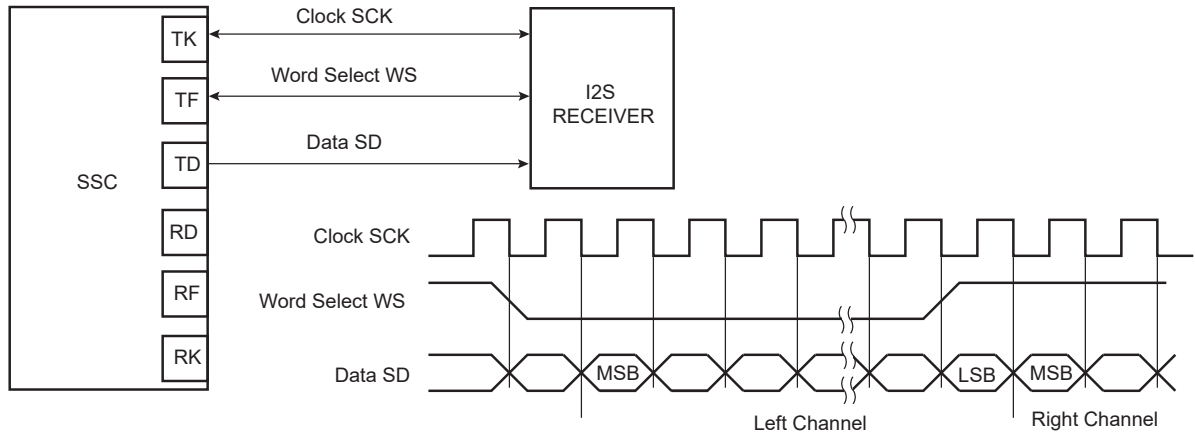 SSC
TK
TF
TD
RD
RF
RK
Clock SCK
Word Select WS
Data SD
I2S
RECEIVER
Clock SCK
Word Select WS
Data SD
MSB
LSB
MSB
Left Channel
Right Channel